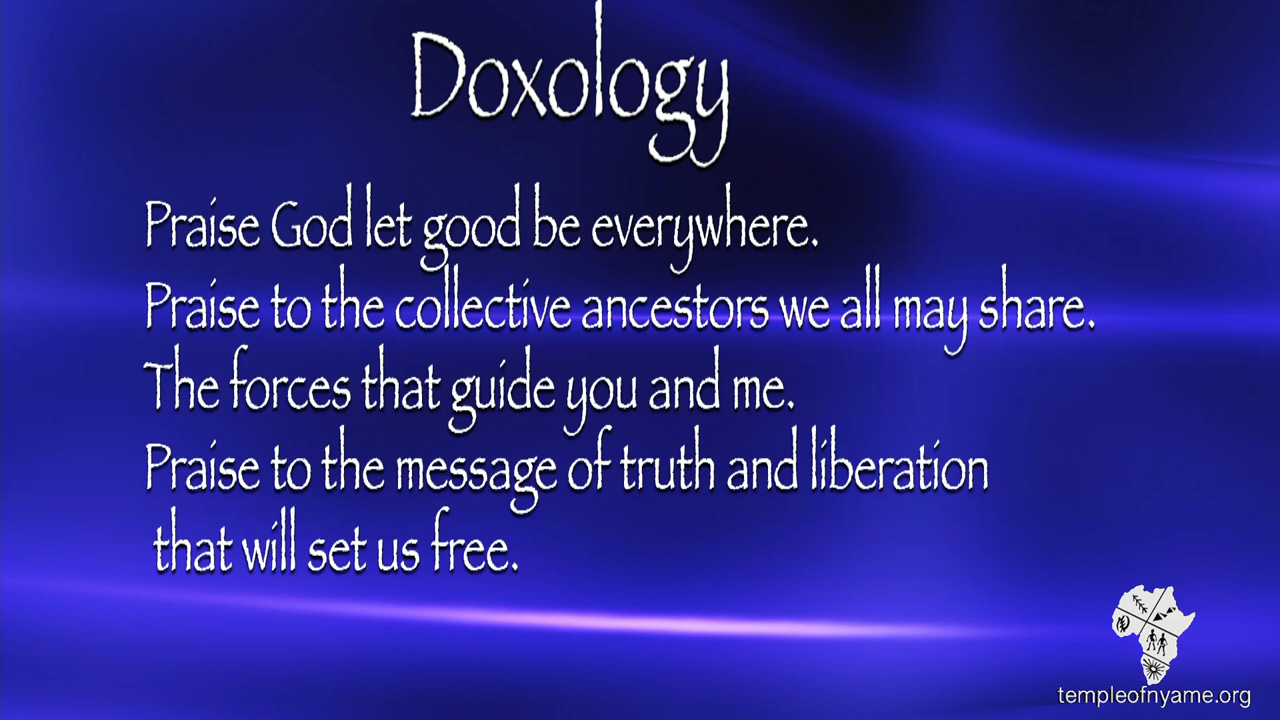 Doxology
Praise God let good be everywhere.
Praise to the collective ancestors we all may share.
The forces that guide you and me.
Praise to the message of truth and liberation
that will set us free.
templeofnyame.org